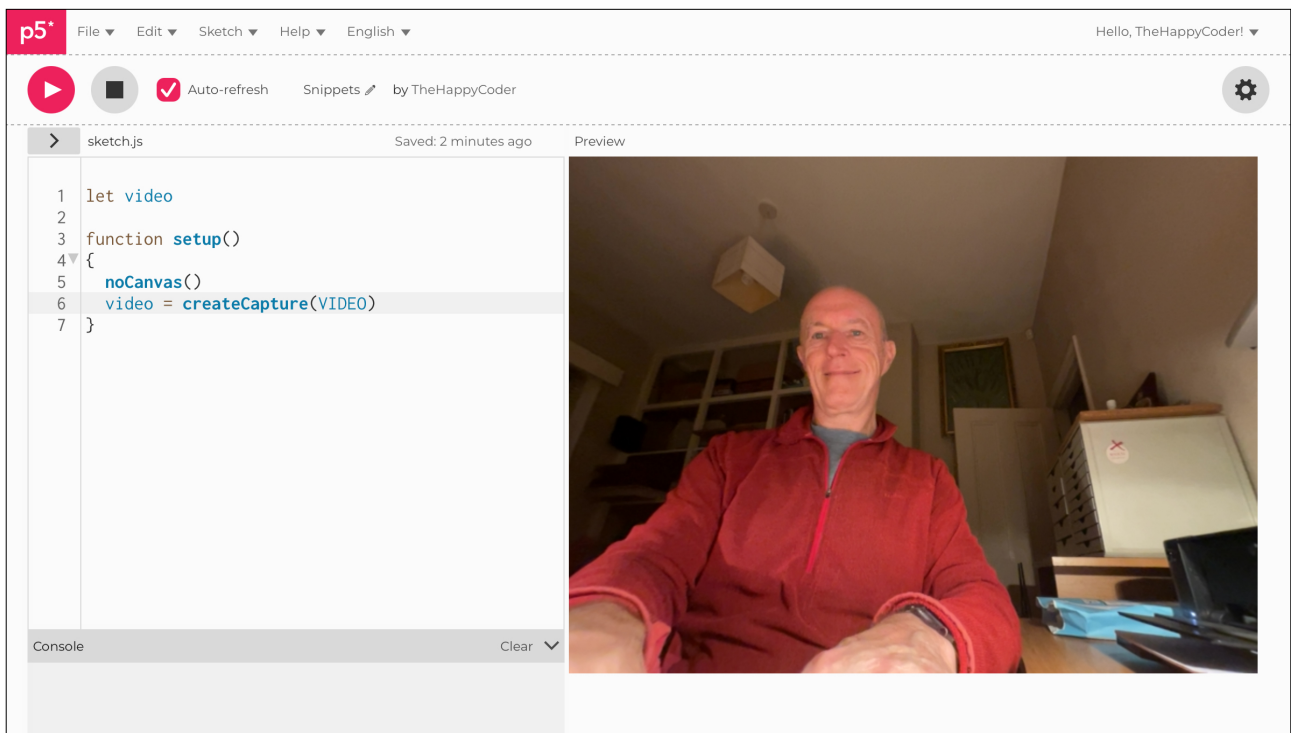 p5* File Edit Sketch Help English Hello, TheHappyCoder!
Auto-refresh Snippets by TheHappyCoder
sketch.js Saved: 2 minutes ago Preview
1 let video
2
3 function setup()
4 {
5 noCanvas()
6 video = createCapture(VIDEO)
7 }
Console Clear